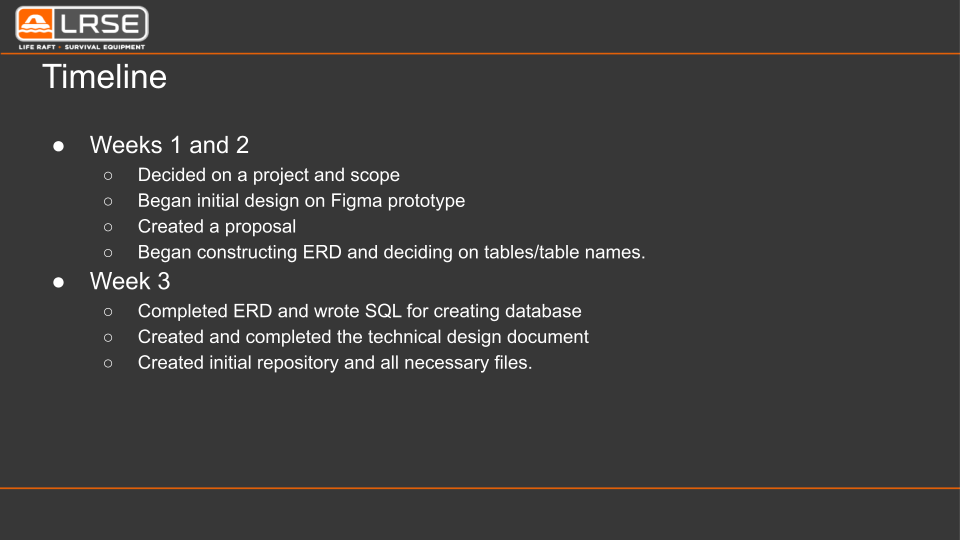 LRSE
LIFE RAFT - SURVIVAL EQUIPMENT
Timeline
● Weeks 1 and 2
○ Decided on a project and scope
○ Began initial design on Figma prototype
○ Created a proposal
○ Began constructing ERD and deciding on tables/table names.
● Week 3
○ Completed ERD and wrote SQL for creating database
○ Created and completed the technical design document
○ Created initial repository and all necessary files.